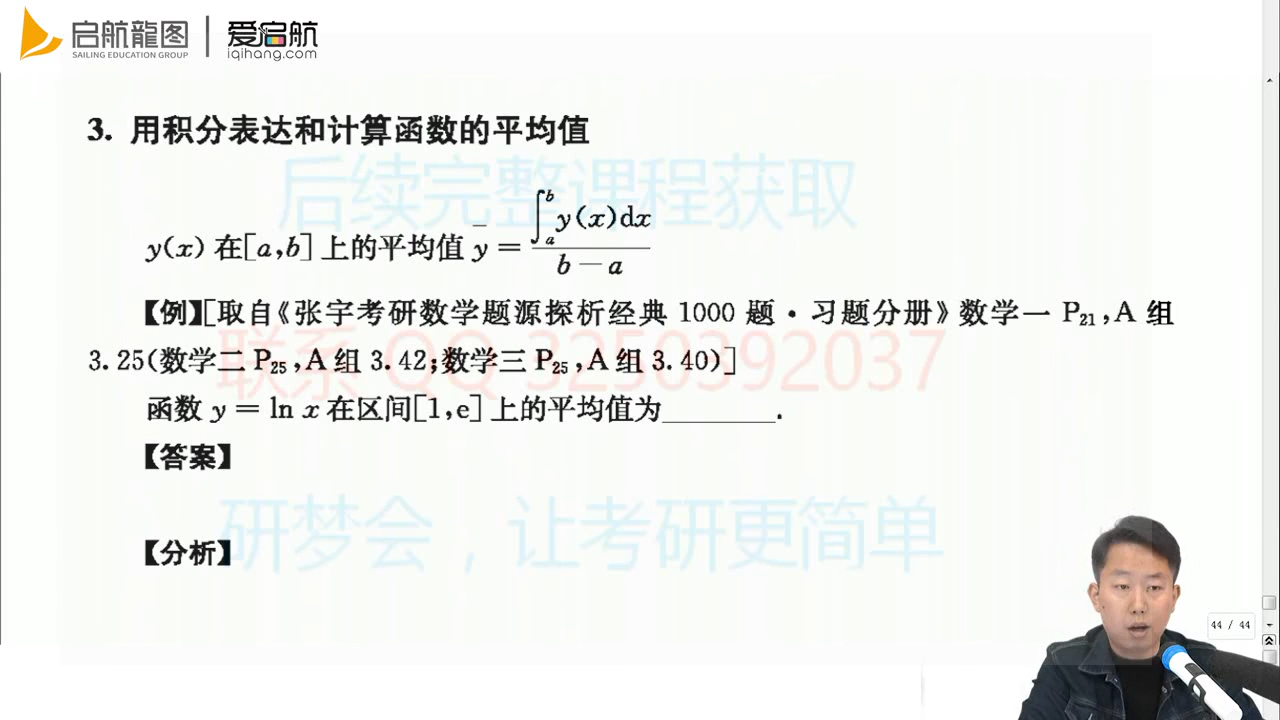 启航龍图 | 爱启航
SAILING EDUCATION GROUP iqihang.com
3. 用积分表达和计算函数的平均值
后续完整课程获取
y(x) 在[a,b]上的平均值 ȳ = ∫ₐᵇ y(x)dx / (b − a)
【例】[取自《张宇考研数学题源探析经典 1000 题·习题分册》数学一 P₂₁,A 组
3.25(数学二 P₂₅,A 组 3.42;数学三 P₂₅,A 组 3.40)]
联系 QQ 3250392037
函数 y = ln x 在区间[1,e]上的平均值为________.
【答案】
研梦会，让考研更简单
【分析】
44 / 44